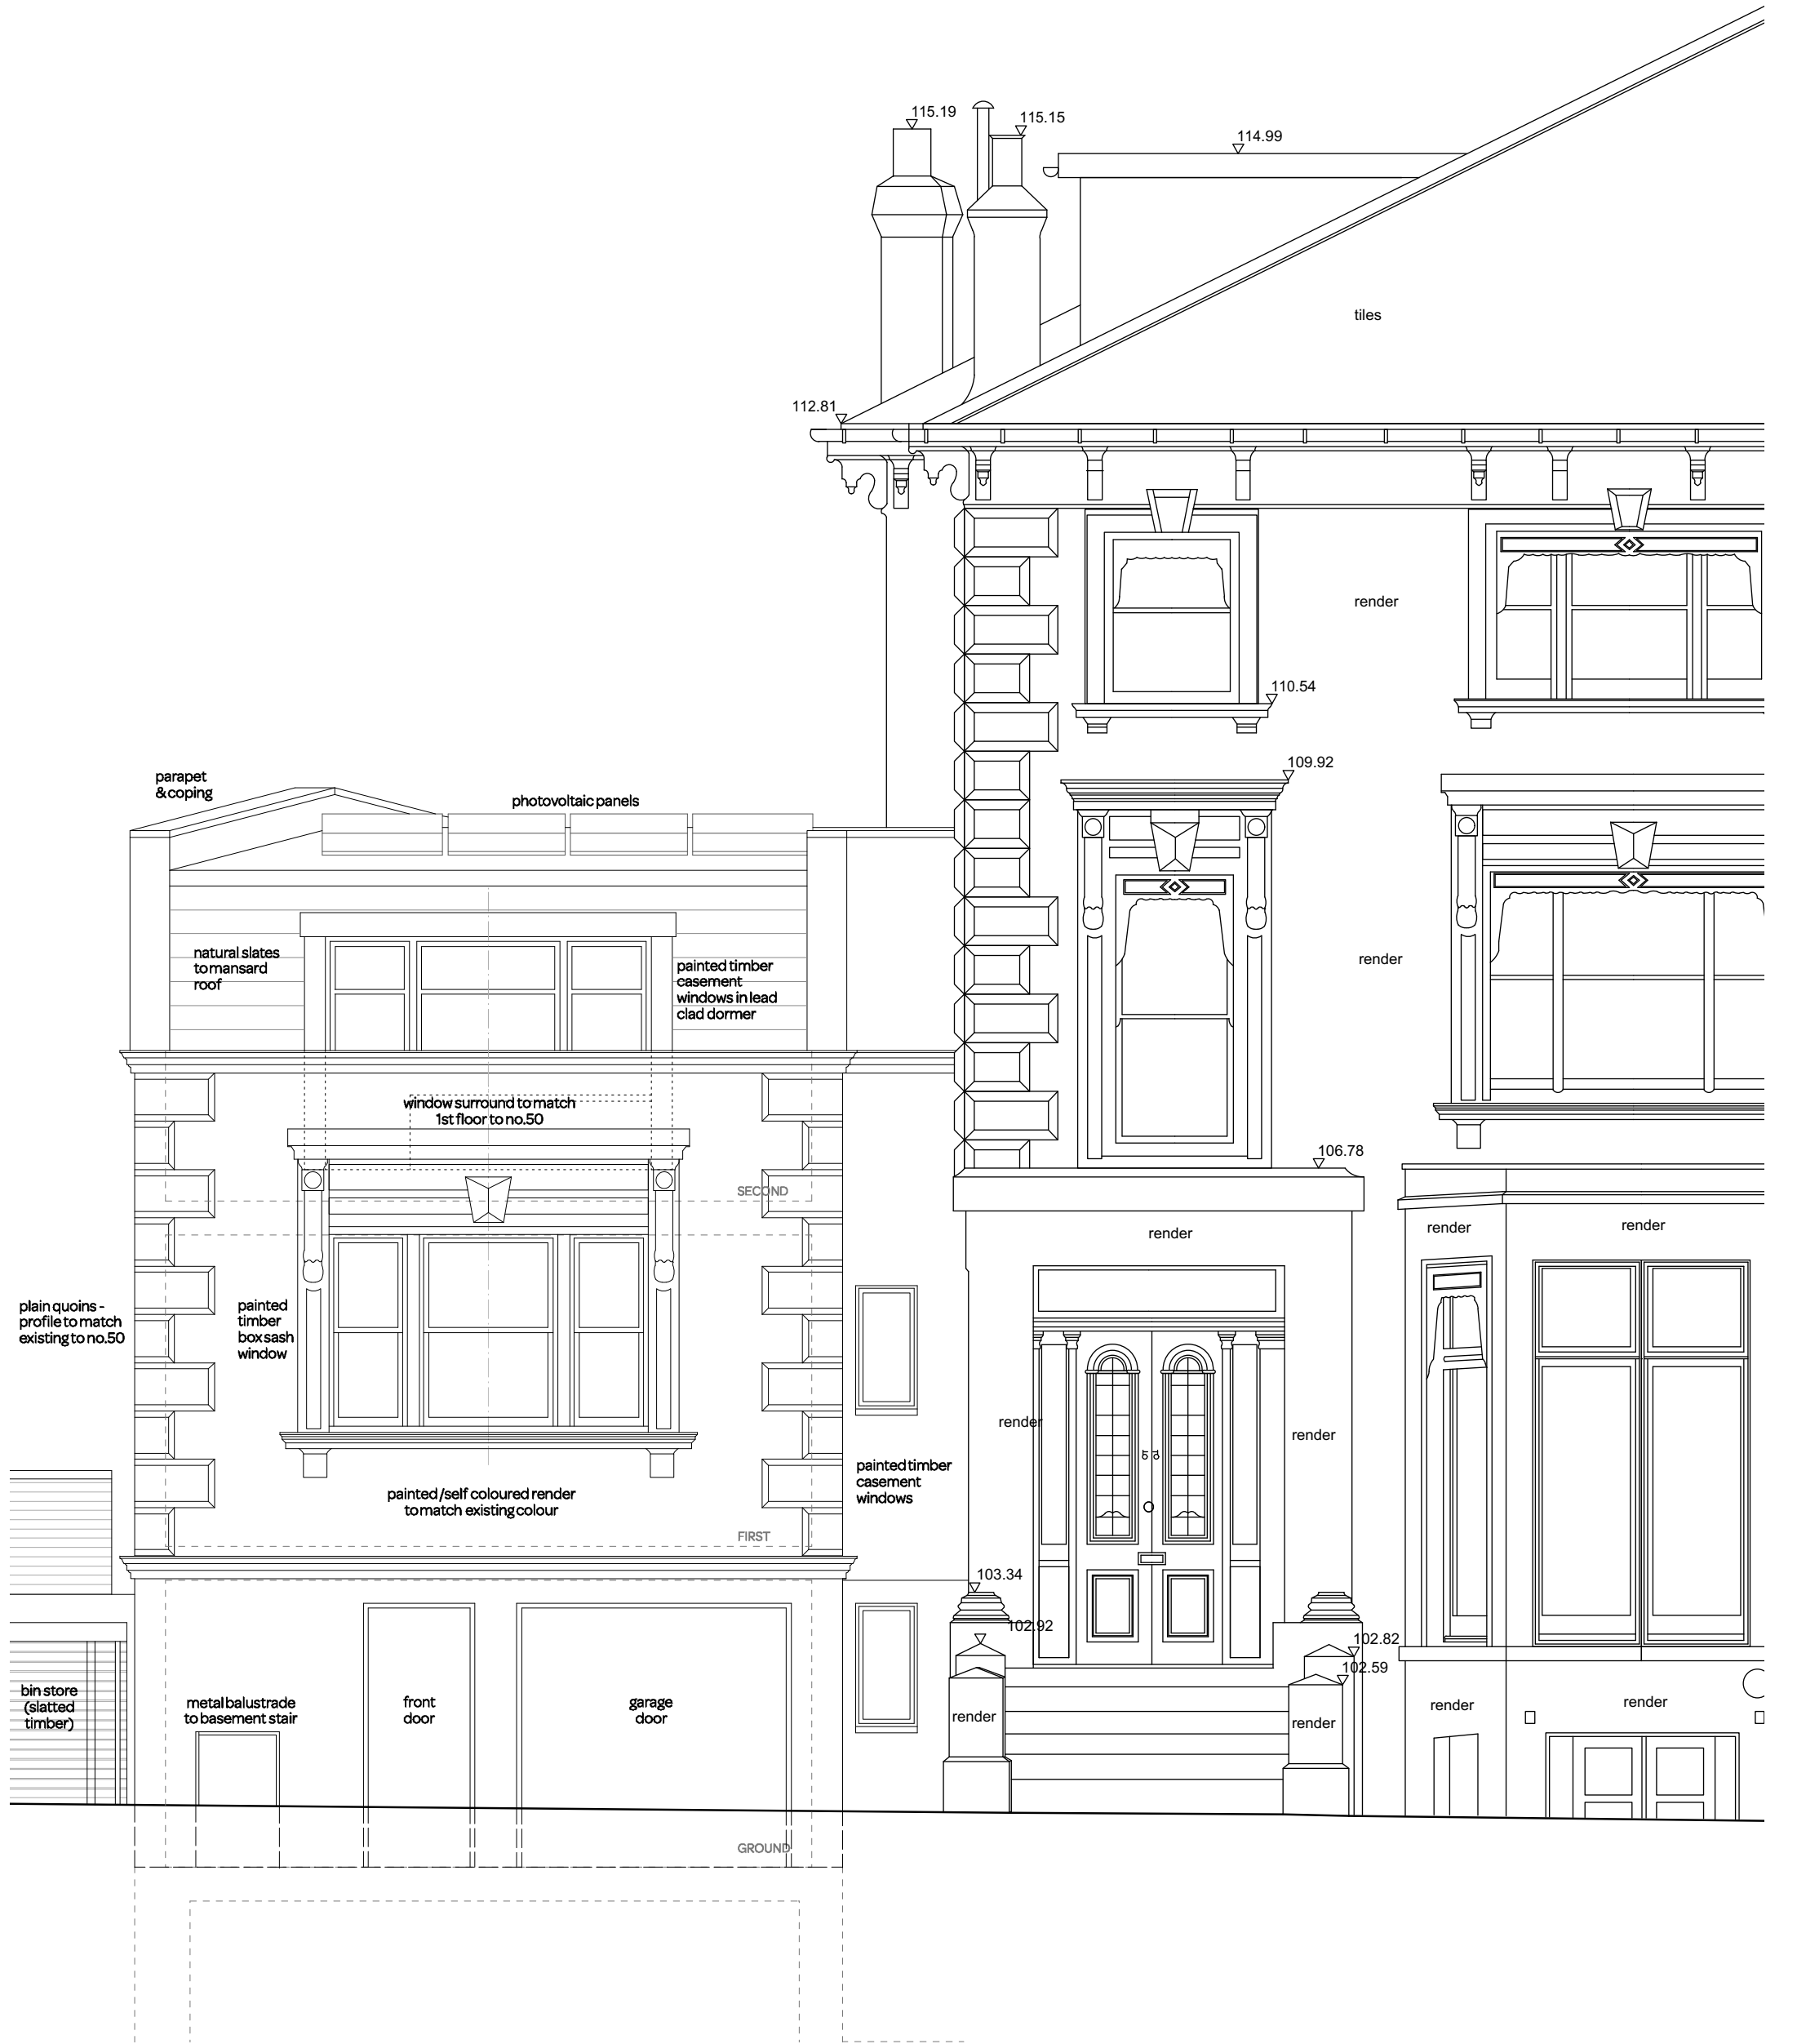 115.19
115.15
114.99
tiles
112.81
render
110.54
109.92
parapet
& coping
photovoltaic panels
natural slates
to mansard
roof
painted timber
casement
windows in lead
clad dormer
render
window surround to match
1st floor to no.50
106.78
SECOND
render
render
render
plain quoins -
profile to match
existing to no.50
painted
timber
box sash
window
render
render
painted timber
casement
windows
painted /self coloured render
to match existing colour
FIRST
103.34
102.92
102.82
102.59
bin store
(slatted
timber)
metal balustrade
to basement stair
front
door
garage
door
render
render
render
render
GROUND